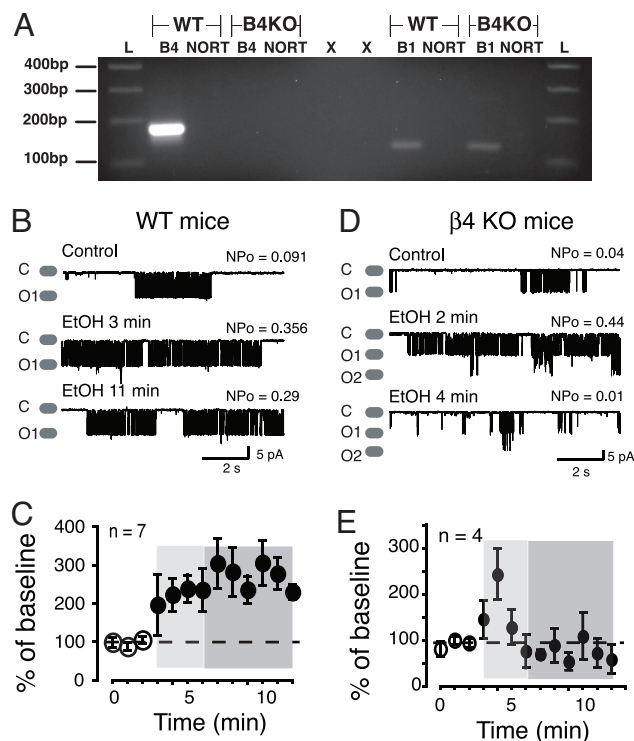 A
WT B4KO WT B4KO
L B4 NORT B4 NORT X X B1 NORT B1 NORT L
400bp
300bp
200bp
100bp
B WT mice
Control NPo = 0.091
C
O1
EtOH 3 min NPo = 0.356
C
O1
EtOH 11 min NPo = 0.29
C
O1
5 pA
2 s
D β4 KO mice
Control NPo = 0.04
C
O1
EtOH 2 min NPo = 0.44
C
O1
O2
EtOH 4 min NPo = 0.01
C
O1
O2
5 pA
2 s
C
n = 7
% of baseline
400
300
200
100
0
0 5 10
Time (min)
E
n = 4
% of baseline
300
200
100
0
0 5 10
Time (min)